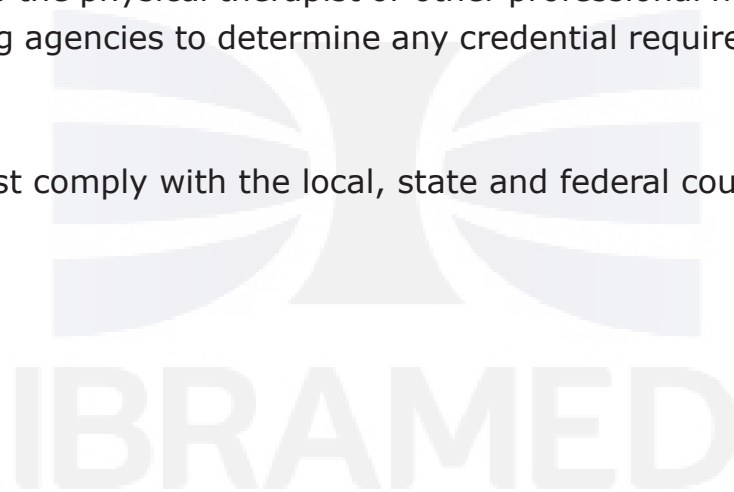 the physical therapist or other professional
g agencies to determine any credential require
st comply with the local, state and federal cou
IBRAMED